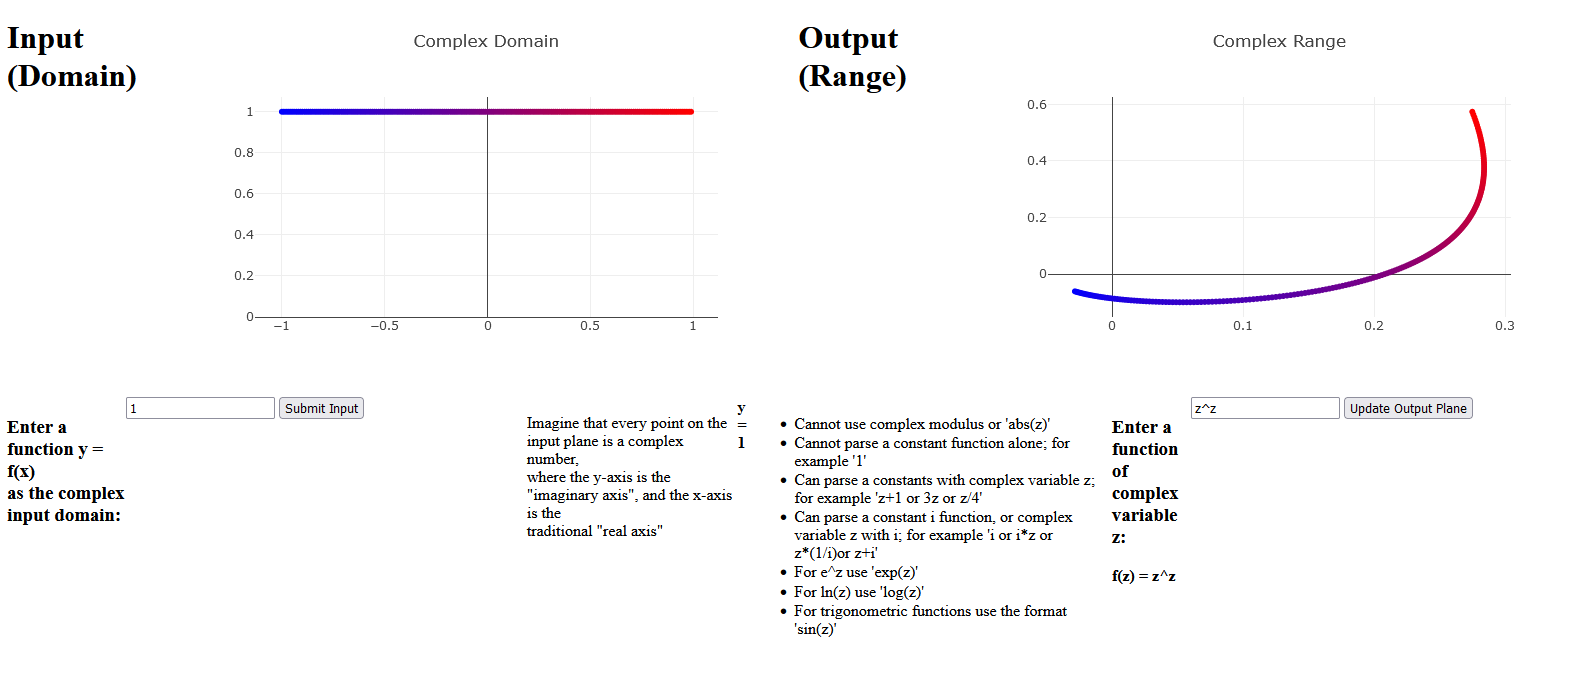 Input
(Domain)
Complex Domain
1
0.8
0.6
0.4
0.2
0
−1
−0.5
0
0.5
1
Output
(Range)
Complex Range
0.6
0.4
0.2
0
0
0.1
0.2
0.3
Enter a
function y =
f(x)
as the complex
input domain:
1
Submit Input
Imagine that every point on the
input plane is a complex
number,
where the y-axis is the
"imaginary axis", and the x-axis
is the
traditional "real axis"
y
=
1
• Cannot use complex modulus or 'abs(z)'
• Cannot parse a constant function alone; for
example '1'
• Can parse a constants with complex variable z;
for example 'z+1 or 3z or z/4'
• Can parse a constant i function, or complex
variable z with i; for example 'i or i*z or
z*(1/i)or z+i'
• For e^z use 'exp(z)'
• For ln(z) use 'log(z)'
• For trigonometric functions use the format
'sin(z)'
Enter a
function
of
complex
variable
z:
f(z) = z^z
z^z
Update Output Plane